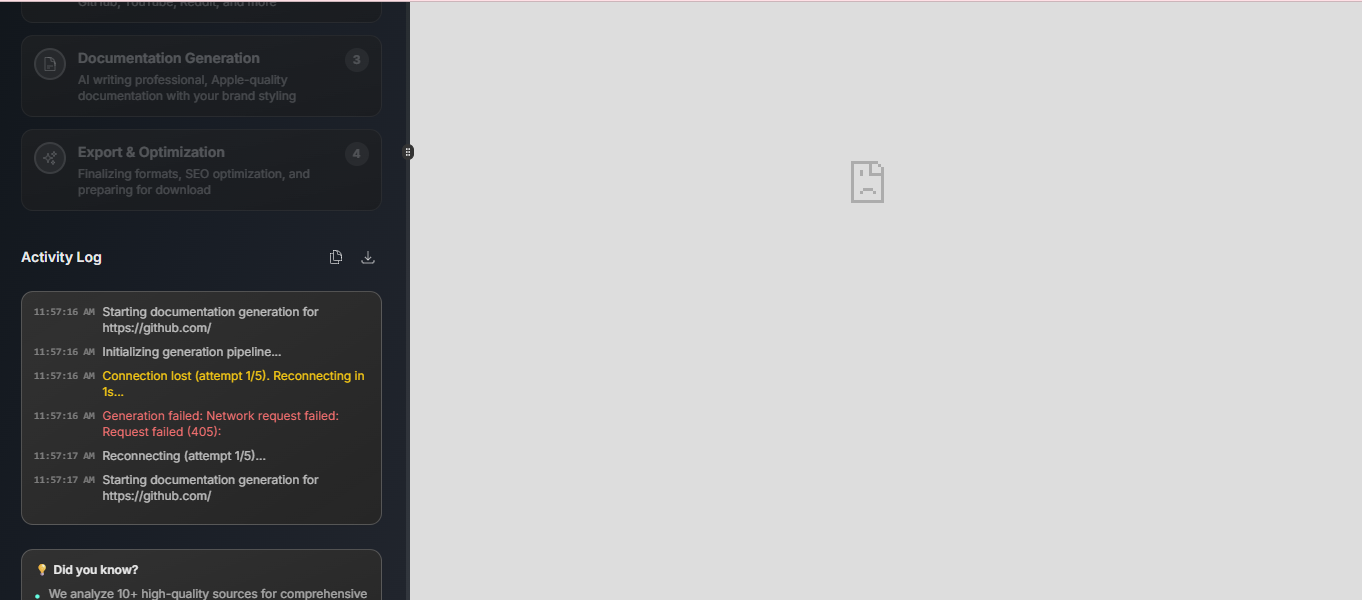 GitHub, YouTube, Reddit, and more
Documentation Generation
3
AI writing professional, Apple-quality
documentation with your brand styling
Export & Optimization
4
Finalizing formats, SEO optimization, and
preparing for download
Activity Log
11:57:16 AM Starting documentation generation for
https://github.com/
11:57:16 AM Initializing generation pipeline...
11:57:16 AM Connection lost (attempt 1/5). Reconnecting in
1s...
11:57:16 AM Generation failed: Network request failed:
Request failed (405):
11:57:17 AM Reconnecting (attempt 1/5)...
11:57:17 AM Starting documentation generation for
https://github.com/
Did you know?
We analyze 10+ high-quality sources for comprehensive